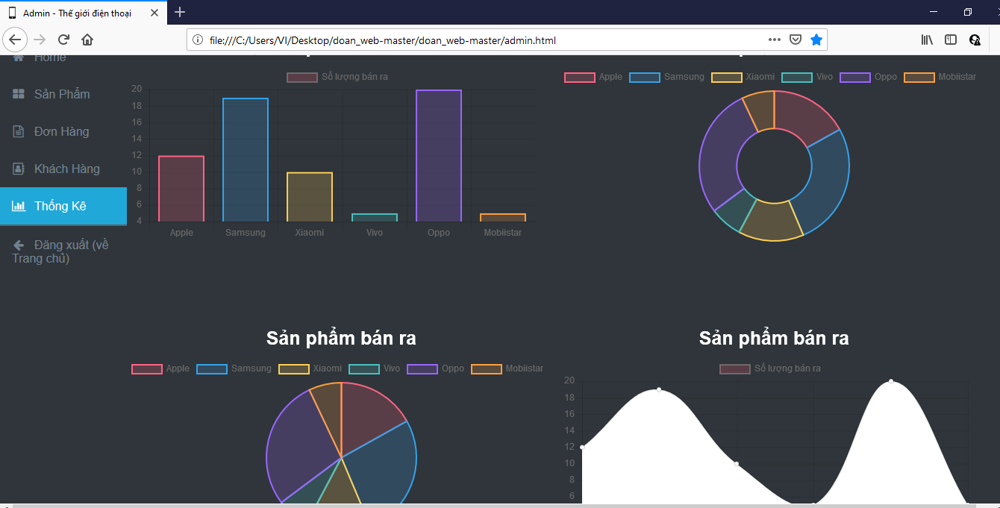 Admin - Thế giới điện thoại
file:///C:/Users/VI/Desktop/doan_web-master/doan_web-master/admin.html
Home
Sản Phẩm
Đơn Hàng
Khách Hàng
Thống Kê
Đăng xuất (về
Trang chủ)
Số lượng bán ra
20
18
16
14
12
10
8
6
4
Apple Samsung Xiaomi Vivo Oppo Mobiistar
Apple Samsung Xiaomi Vivo Oppo Mobiistar
Sản phẩm bán ra
Apple Samsung Xiaomi Vivo Oppo Mobiistar
Sản phẩm bán ra
Số lượng bán ra
20
18
16
14
12
10
8
6